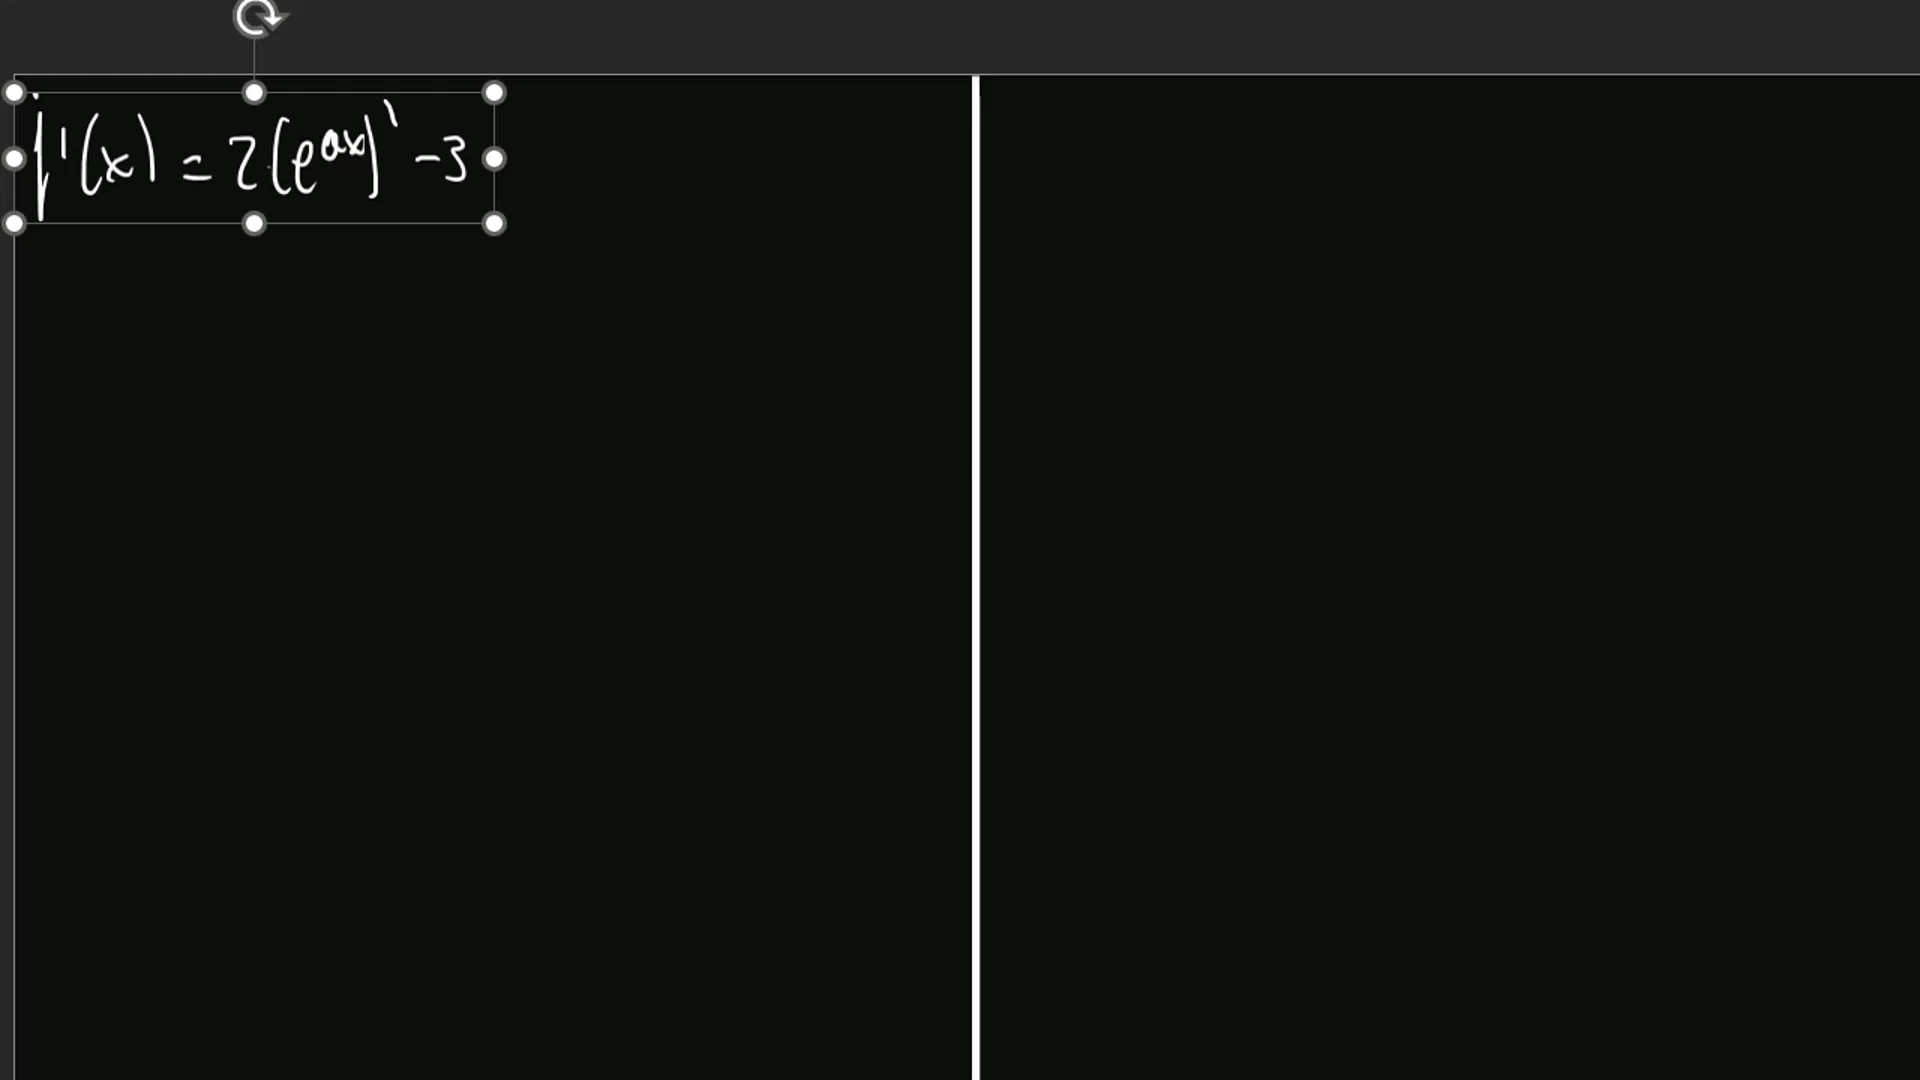 f'(x) = 2(e^{ax})' - 3